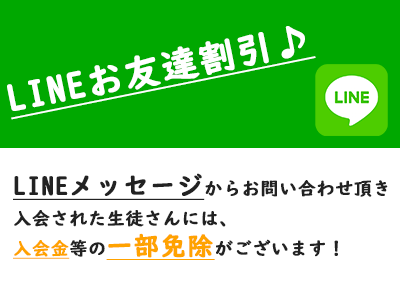 LINEお友達割引♪
LINE
LINEメッセージからお問い合わせ頂き
入会された生徒さんには、
入会金等の一部免除がございます！